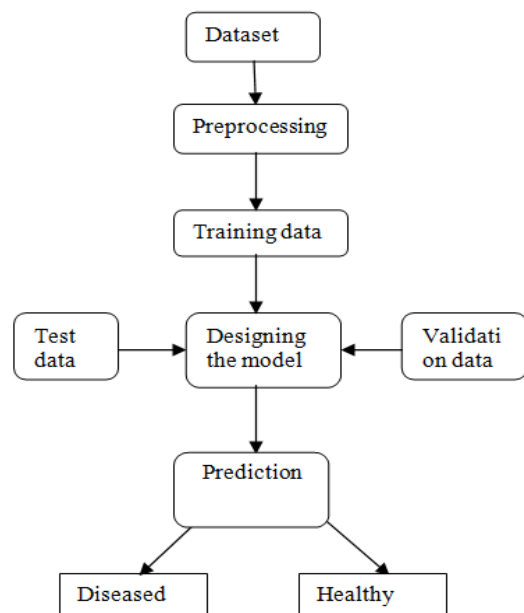 Dataset
Preprocessing
Training data
Test
data
Designing
the model
Validati
on data
Prediction
Diseased
Healthy